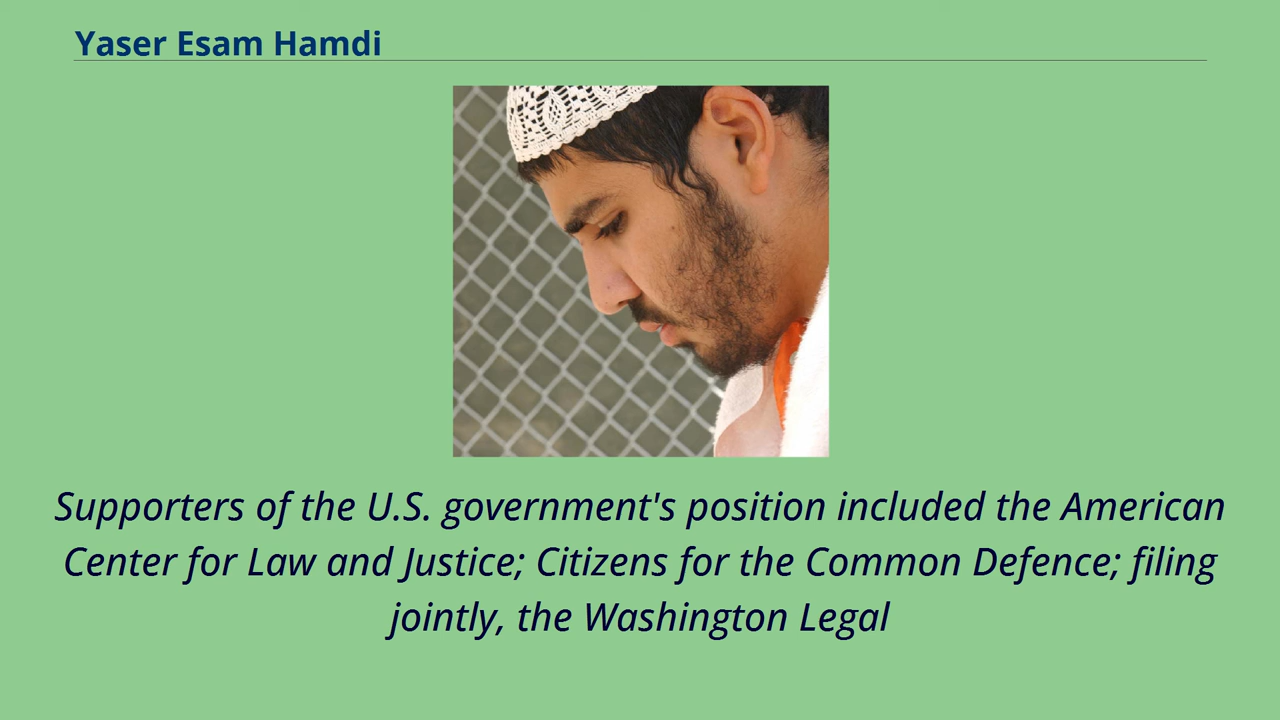 Yaser Esam Hamdi
Supporters of the U.S. government's position included the American
Center for Law and Justice; Citizens for the Common Defence; filing
jointly, the Washington Legal